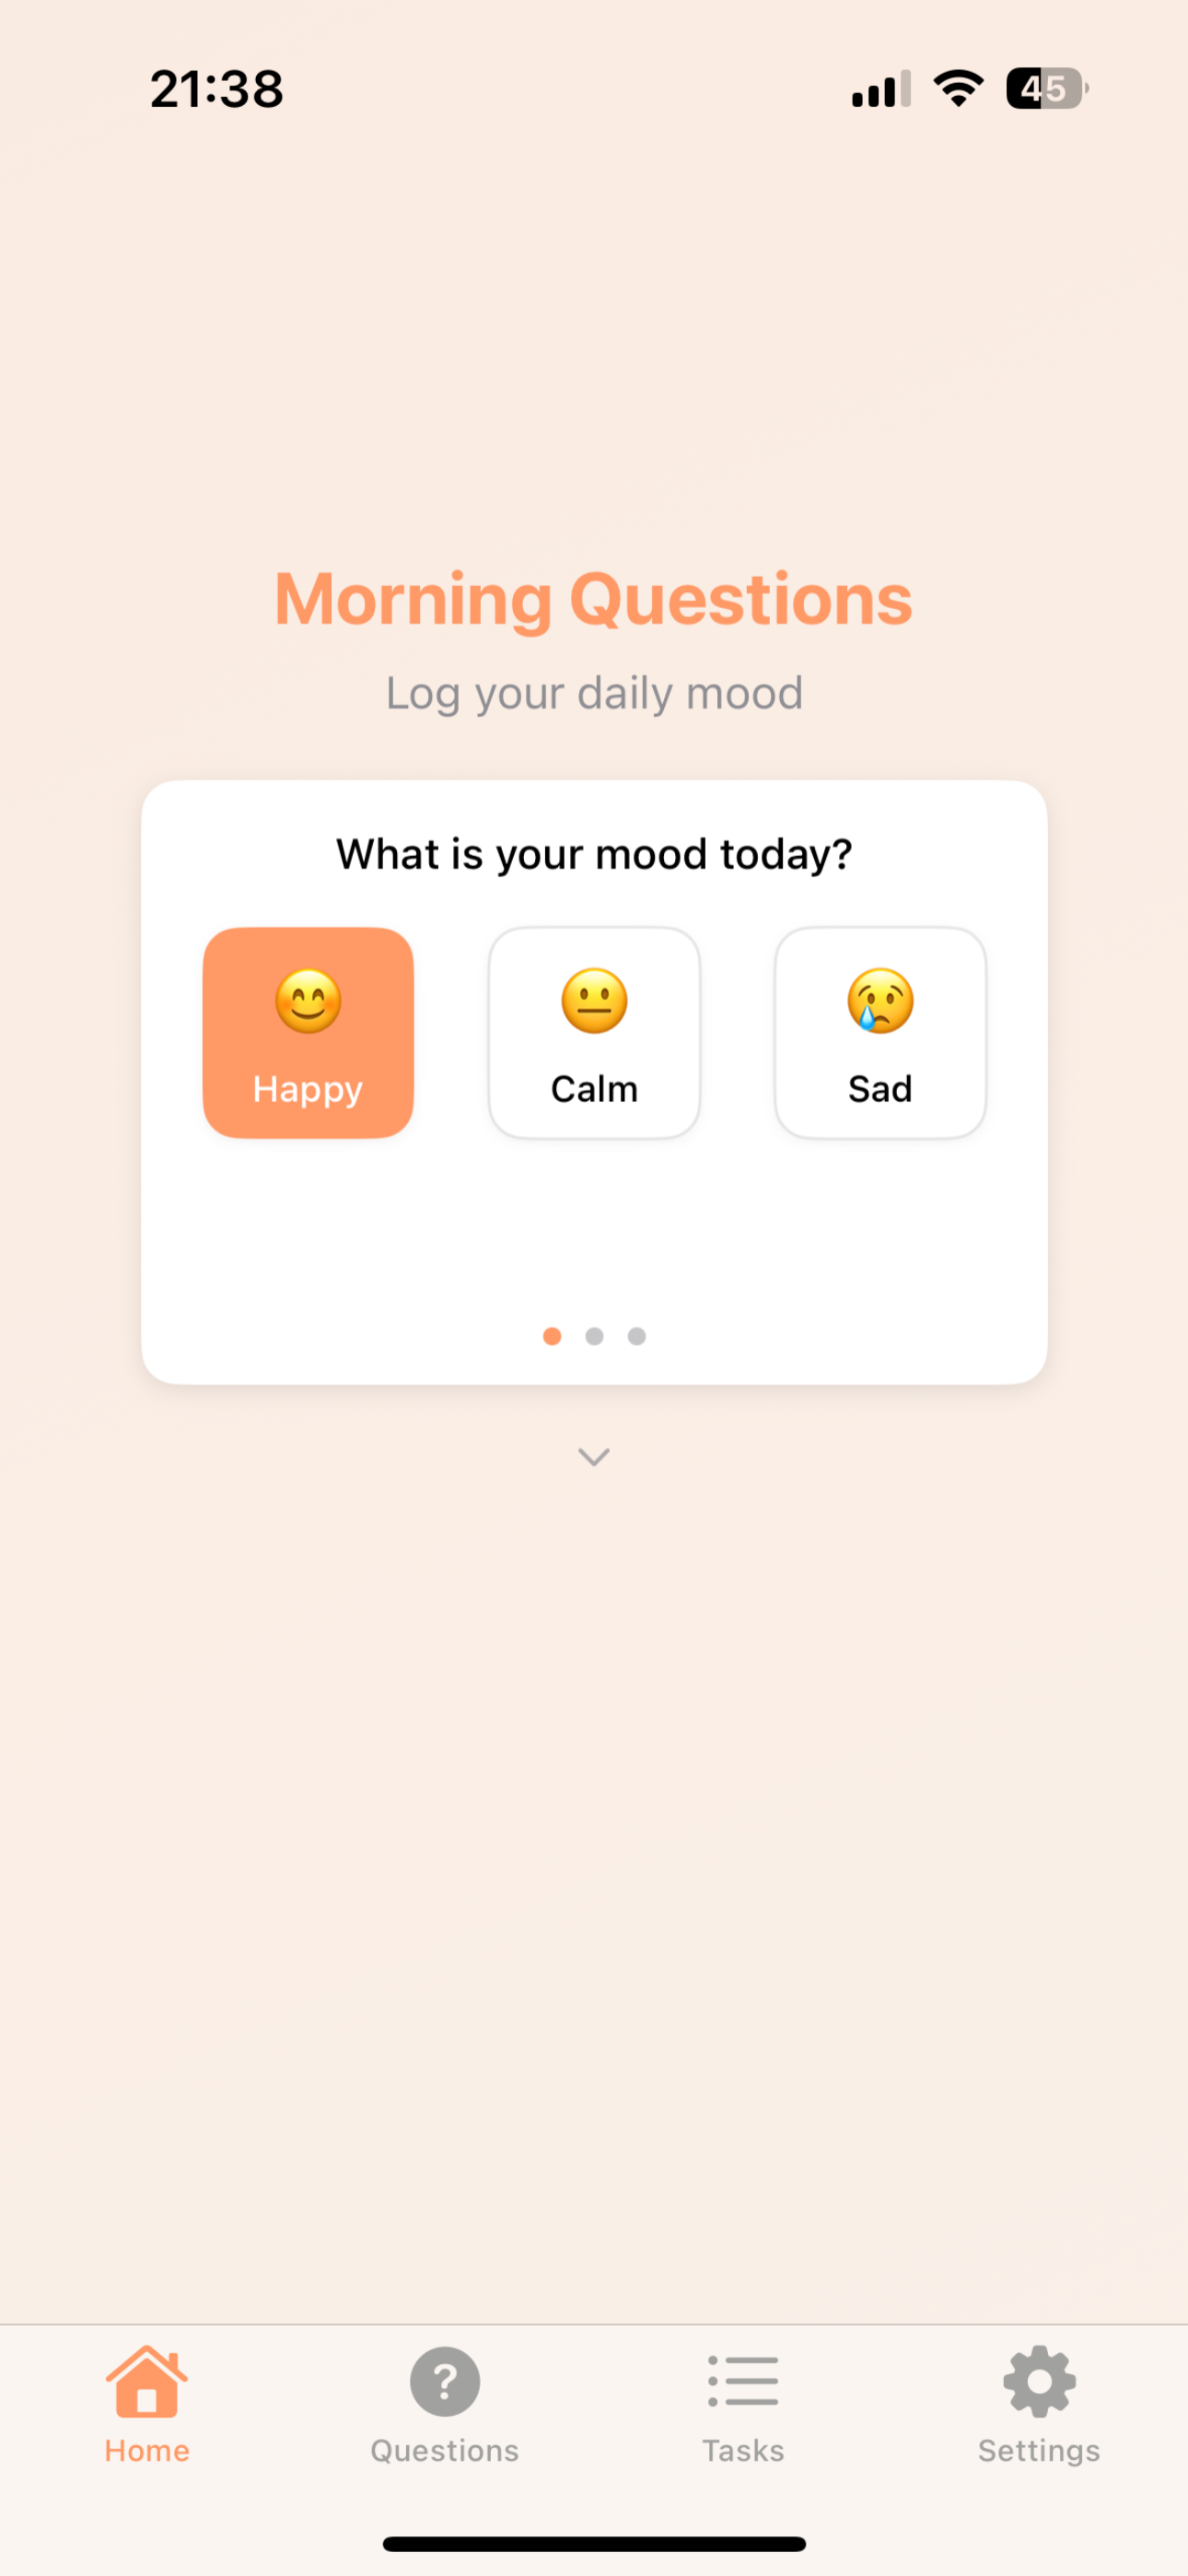 21:38
45
Morning Questions
Log your daily mood
What is your mood today?
Happy
Calm
Sad
Home
Questions
Tasks
Settings